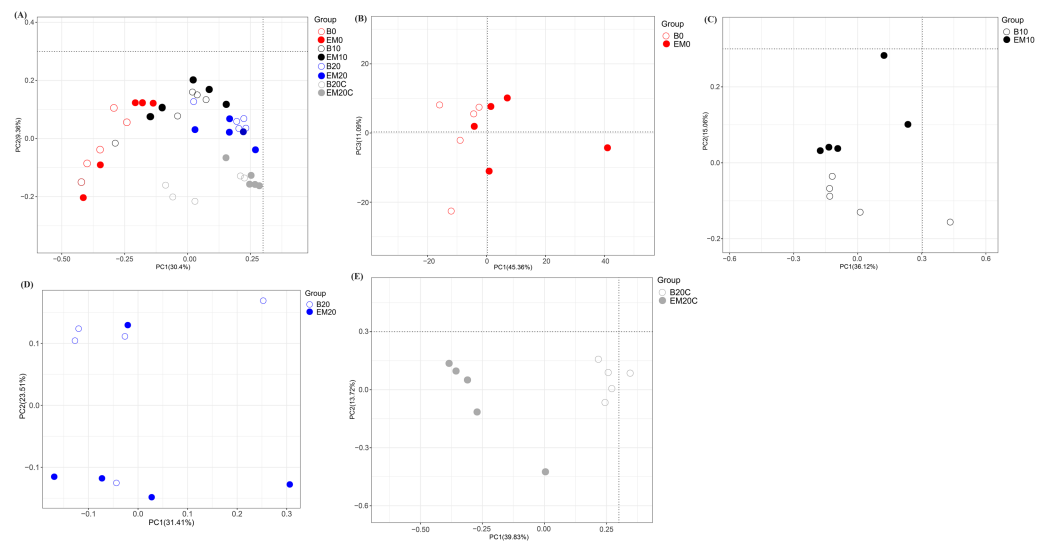 (A)
Group
B0
EM0
B10
EM10
B20
EM20
B20C
EM20C
0.4
0.2
0.0
−0.2
PC2(9.36%)
−0.50
−0.25
0.00
0.25
PC1(30.4%)
(B)
Group
B0
EM0
20
0
−20
PC3(11.09%)
−20
0
20
40
PC1(45.36%)
(C)
Group
B10
EM10
0.2
0.0
−0.2
PC2(15.06%)
−0.6
−0.3
0.0
0.3
0.6
PC1(36.12%)
(D)
Group
B20
EM20
0.1
0.0
−0.1
PC2(23.51%)
−0.1
0.0
0.1
0.2
0.3
PC1(31.41%)
(E)
Group
B20C
EM20C
0.3
0.0
−0.3
−0.6
PC2(13.72%)
−0.50
−0.25
0.00
0.25
PC1(39.83%)